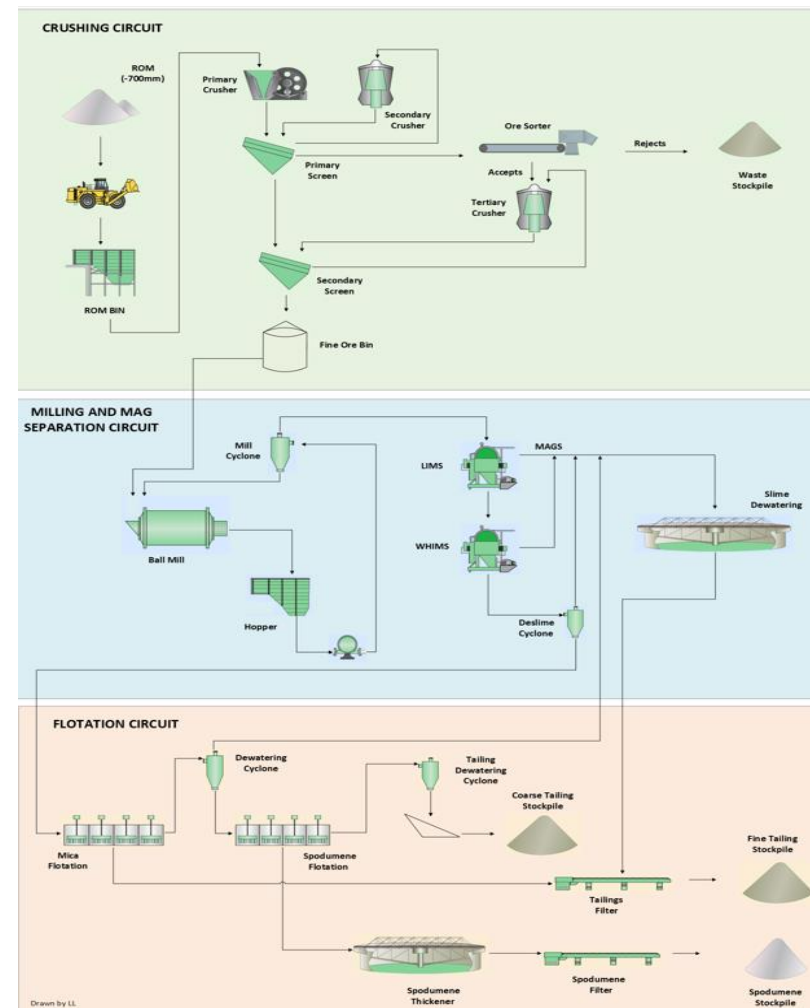 CRUSHING CIRCUIT
ROM
(-700mm)
Primary
Crusher
Secondary
Crusher
Ore Sorter
Rejects
Primary
Screen
Accepts
Waste
Stockpile
Tertiary
Crusher
Secondary
Screen
ROM BIN
Fine Ore Bin
MILLING AND MAG
SEPARATION CIRCUIT
Mill
Cyclone
LIMS
MAGS
Slime
Dewatering
WHIMS
Ball Mill
Hopper
Deslime
Cyclone
FLOTATION CIRCUIT
Dewatering
Cyclone
Tailing
Dewatering
Cyclone
Coarse Tailing
Stockpile
Mica
Flotation
Spodumene
Flotation
Fine Tailing
Stockpile
Tailings
Filter
Spodumene
Thickener
Spodumene
Filter
Spodumene
Stockpile
Drawn by LL